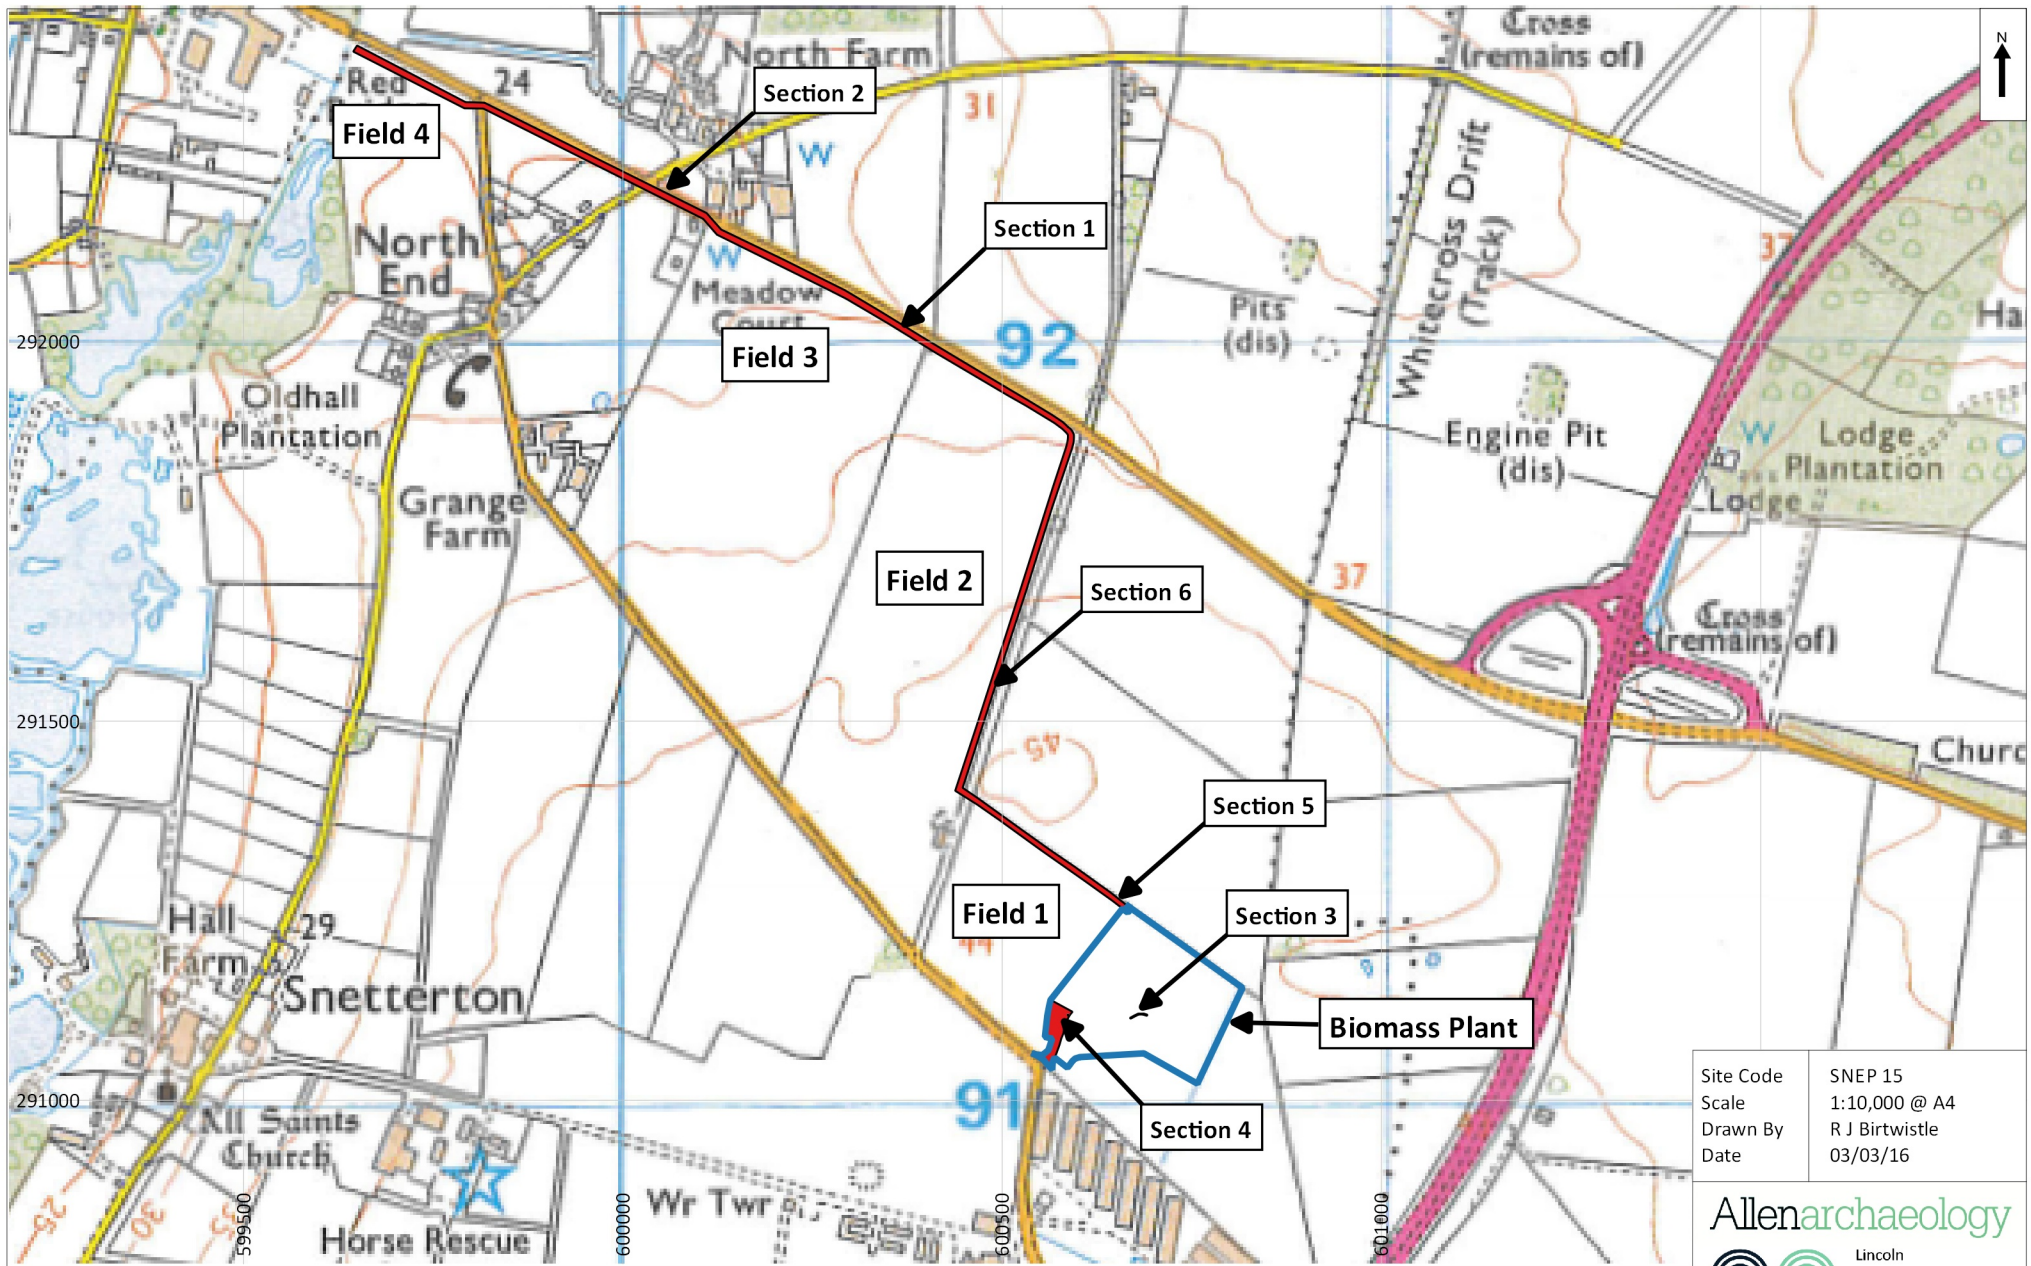 Cross
(remains of)
N
North Farm
Red
24
Section 2
31
Field 4
W
Whitecross Drift
(Track)
Section 1
37
North
End
W
Meadow
Court
Pits
(dis)
Ha
292000
92
Field 3
Oldhall
Plantation
Engine Pit
(dis)
W
Lodge
Plantation
Lodge
Grange
Farm
Field 2
Section 6
37
Cross
(remains of)
291500
45
Churc
Section 5
Field 1
44
Section 3
Hall
Farm
29
Snetterton
Biomass Plant
291000
91
Section 4
All Saints
Church
Wr Twr
Horse Rescue
25
30
35
599500
600000
600500
601000
Site Code SNEP 15
Scale 1:10,000 @ A4
Drawn By R J Birtwistle
Date 03/03/16
Allenarchaeology
Lincoln